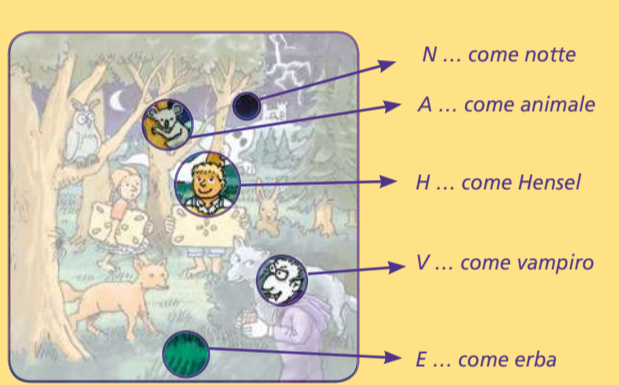 N ... come notte
A ... come animale
H ... come Hensel
V ... come vampiro
E ... come erba